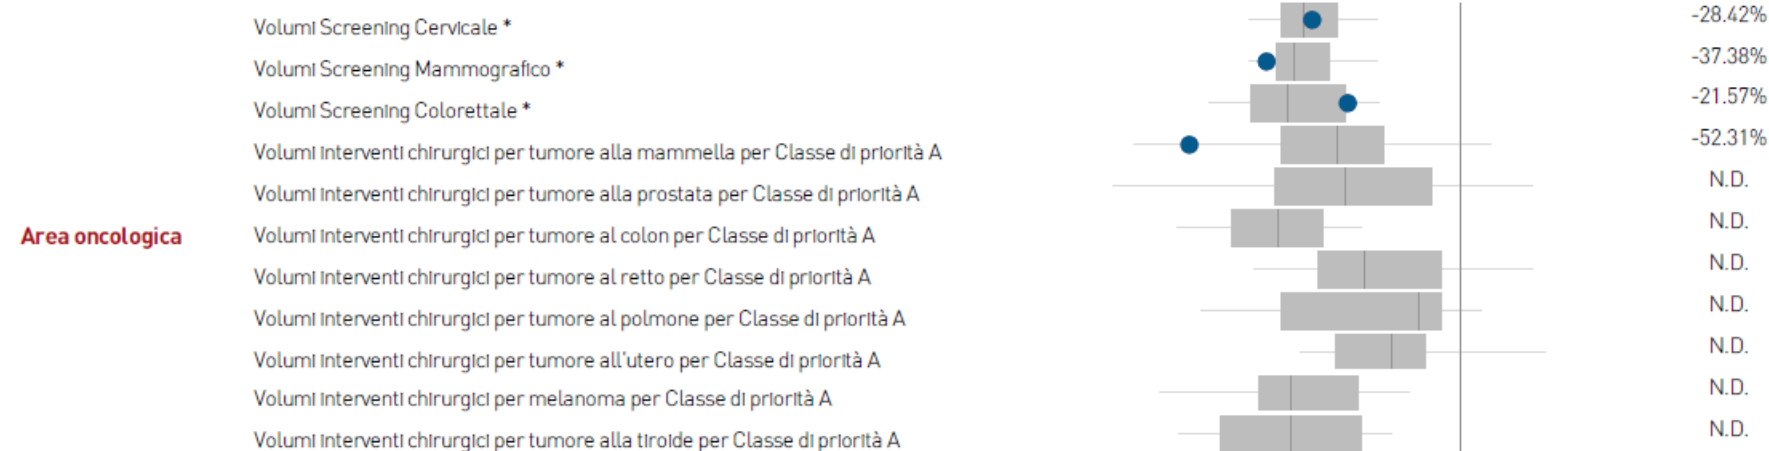 Volumi Screening Cervicale * -28.42%
Volumi Screening Mammografico * -37.38%
Volumi Screening Colorettale * -21.57%
Volumi interventi chirurgici per tumore alla mammella per Classe di priorità A -52.31%
Volumi interventi chirurgici per tumore alla prostata per Classe di priorità A N.D.
Area oncologica Volumi interventi chirurgici per tumore al colon per Classe di priorità A N.D.
Volumi interventi chirurgici per tumore al retto per Classe di priorità A N.D.
Volumi interventi chirurgici per tumore al polmone per Classe di priorità A N.D.
Volumi interventi chirurgici per tumore all'utero per Classe di priorità A N.D.
Volumi interventi chirurgici per melanoma per Classe di priorità A N.D.
Volumi interventi chirurgici per tumore alla tiroide per Classe di priorità A N.D.